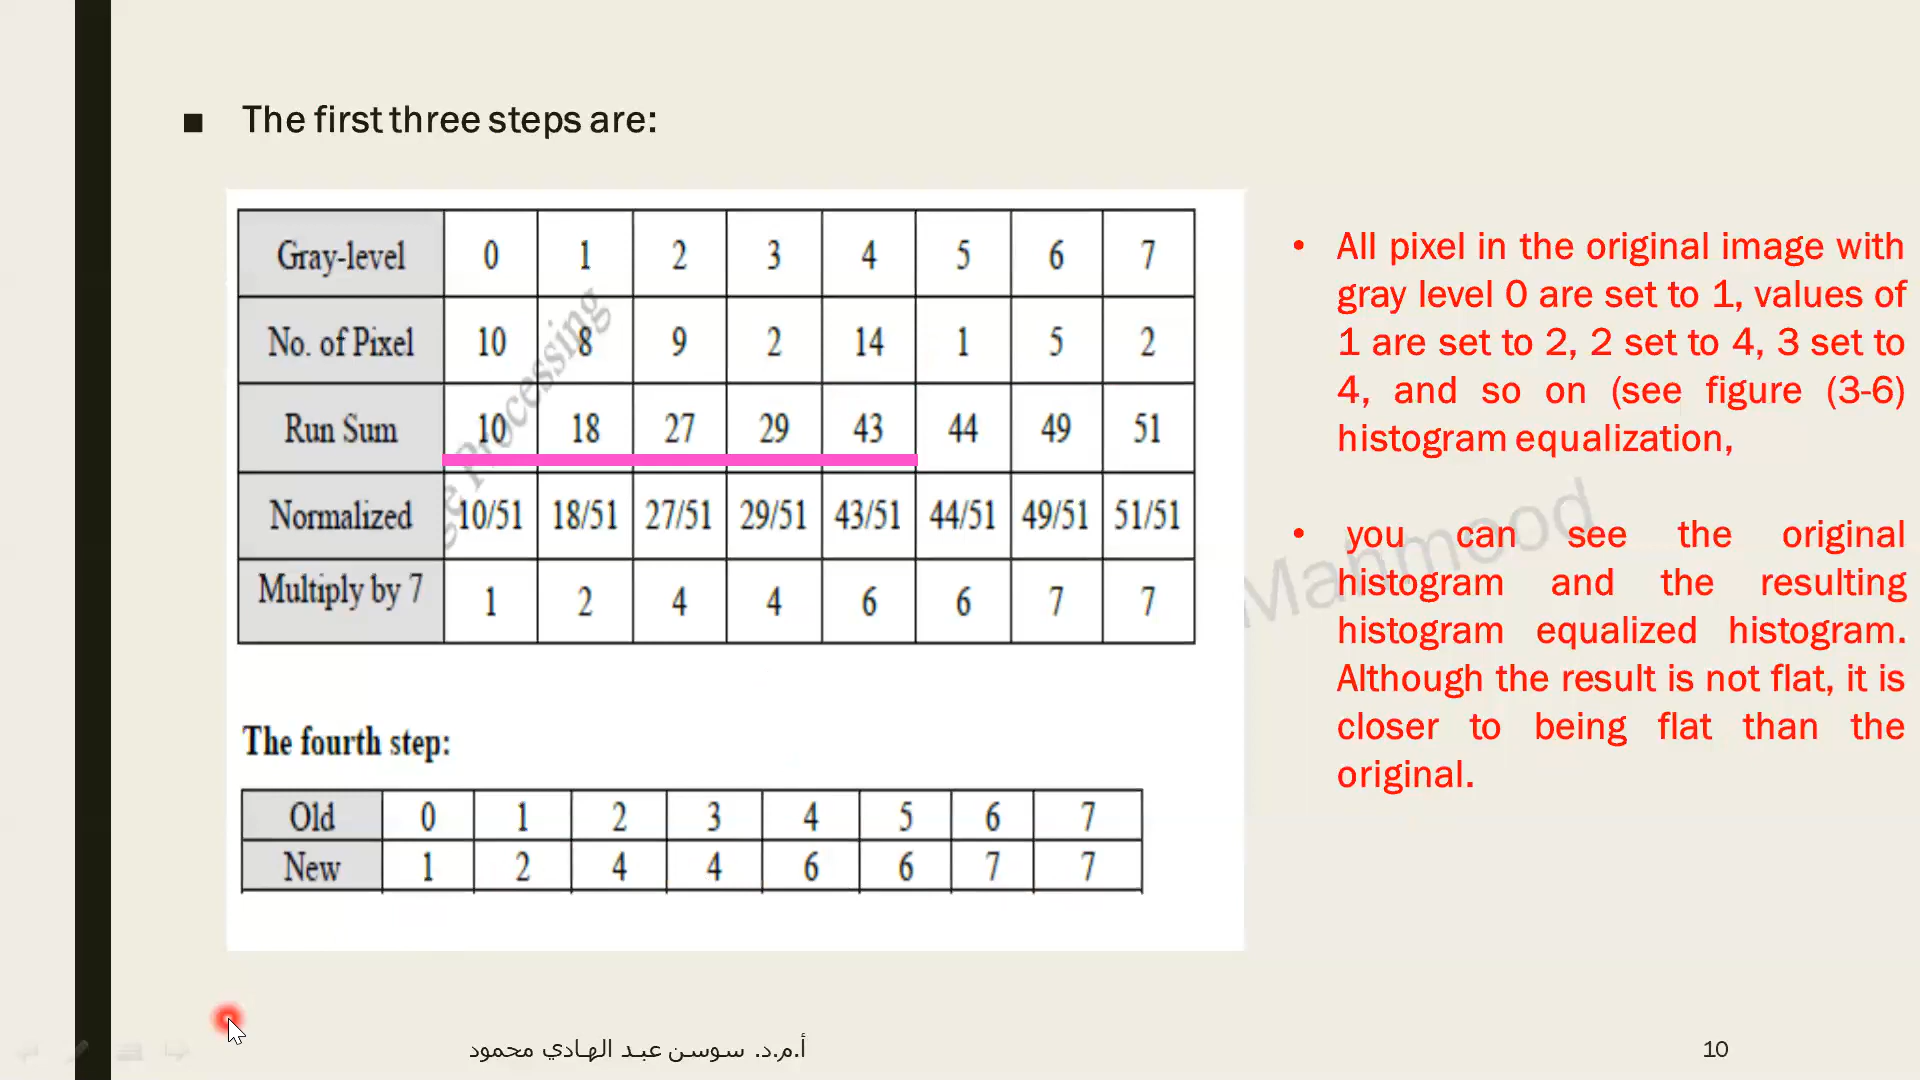 The first three steps are:
Gray-level 0 1 2 3 4 5 6 7
No. of Pixel 10 8 9 2 14 1 5 2
Run Sum 10 18 27 29 43 44 49 51
Normalized 10/51 18/51 27/51 29/51 43/51 44/51 49/51 51/51
Multiply by 7 1 2 4 4 6 6 7 7
The fourth step:
Old 0 1 2 3 4 5 6 7
New 1 2 4 4 6 6 7 7
• All pixel in the original image with
gray level 0 are set to 1, values of
1 are set to 2, 2 set to 4, 3 set to
4, and so on (see figure (3-6)
histogram equalization,
• you can see the original
histogram and the resulting
histogram equalized histogram.
Although the result is not flat, it is
closer to being flat than the
original.
Processing
Mahmood
أ.م.د. سوسن عبد الهادي محمود
10